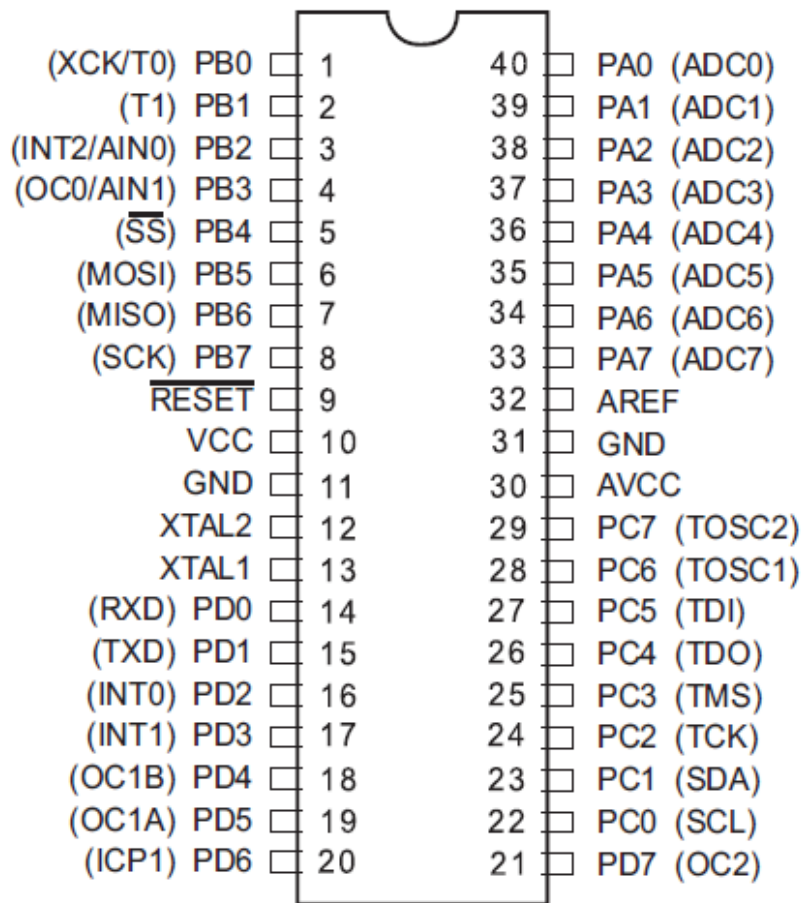 (XCK/T0) PB0 1 40 PA0 (ADC0)
(T1) PB1 2 39 PA1 (ADC1)
(INT2/AIN0) PB2 3 38 PA2 (ADC2)
(OC0/AIN1) PB3 4 37 PA3 (ADC3)
(S̅S̅) PB4 5 36 PA4 (ADC4)
(MOSI) PB5 6 35 PA5 (ADC5)
(MISO) PB6 7 34 PA6 (ADC6)
(SCK) PB7 8 33 PA7 (ADC7)
R̅E̅S̅E̅T̅ 9 32 AREF
VCC 10 31 GND
GND 11 30 AVCC
XTAL2 12 29 PC7 (TOSC2)
XTAL1 13 28 PC6 (TOSC1)
(RXD) PD0 14 27 PC5 (TDI)
(TXD) PD1 15 26 PC4 (TDO)
(INT0) PD2 16 25 PC3 (TMS)
(INT1) PD3 17 24 PC2 (TCK)
(OC1B) PD4 18 23 PC1 (SDA)
(OC1A) PD5 19 22 PC0 (SCL)
(ICP1) PD6 20 21 PD7 (OC2)